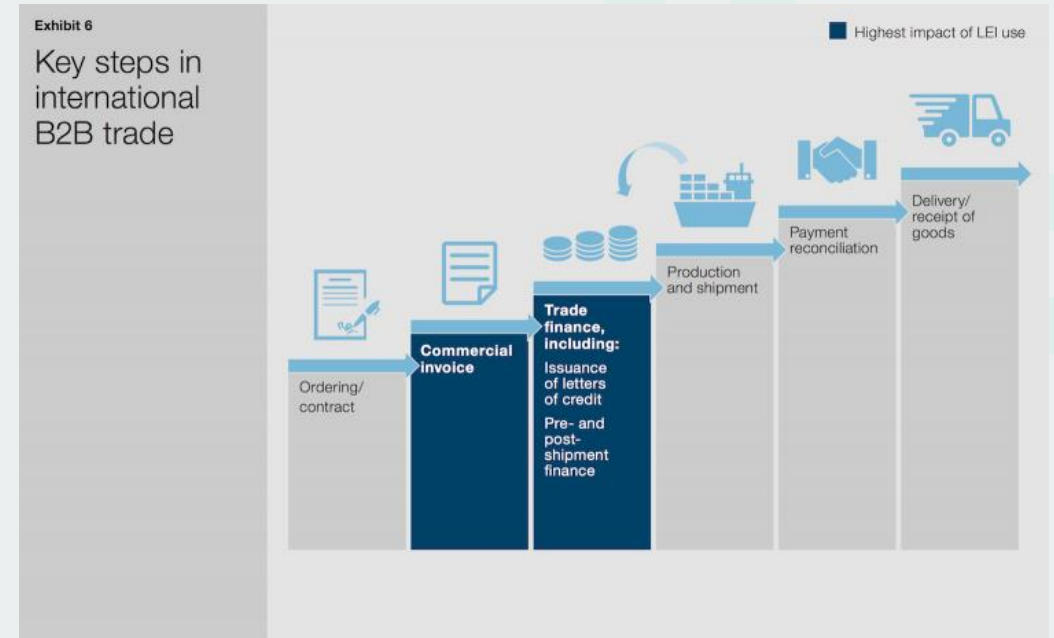 Exhibit 6
Key steps in
international
B2B trade
Highest impact of LEI use
Ordering/
contract
Commercial
invoice
Trade
finance,
including:
Issuance
of letters
of credit
Pre- and
post-
shipment
finance
Production
and shipment
Payment
reconciliation
Delivery/
receipt of
goods